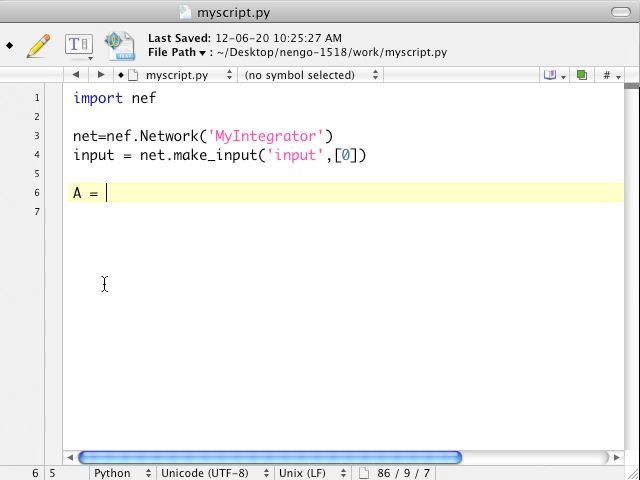 myscript.py
Last Saved: 12-06-20 10:25:27 AM
File Path ▾ : ~/Desktop/nengo-1518/work/myscript.py
myscript.py (no symbol selected) #
1 import nef
2
3 net=nef.Network('MyIntegrator')
4 input = net.make_input('input',[0])
5
6 A =
7
6 5 Python Unicode (UTF-8) Unix (LF) 86 / 9 / 7